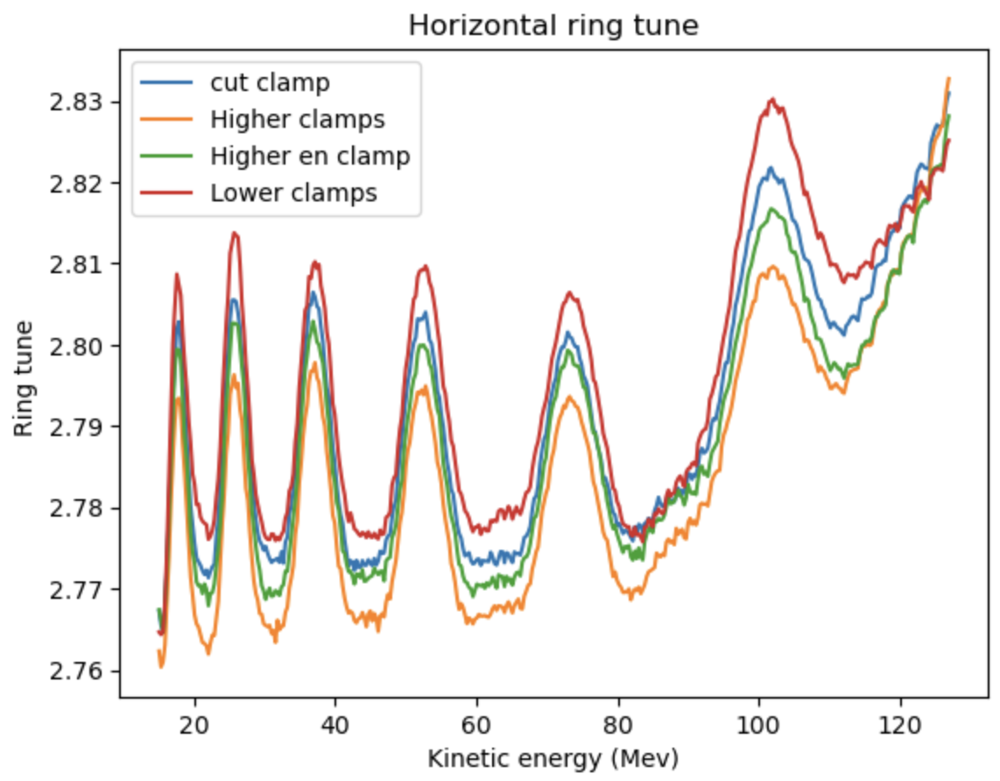 Horizontal ring tune
cut clamp
Higher clamps
Higher en clamp
Lower clamps
2.83
2.82
2.81
2.80
2.79
2.78
2.77
2.76
Ring tune
20 40 60 80 100 120
Kinetic energy (Mev)